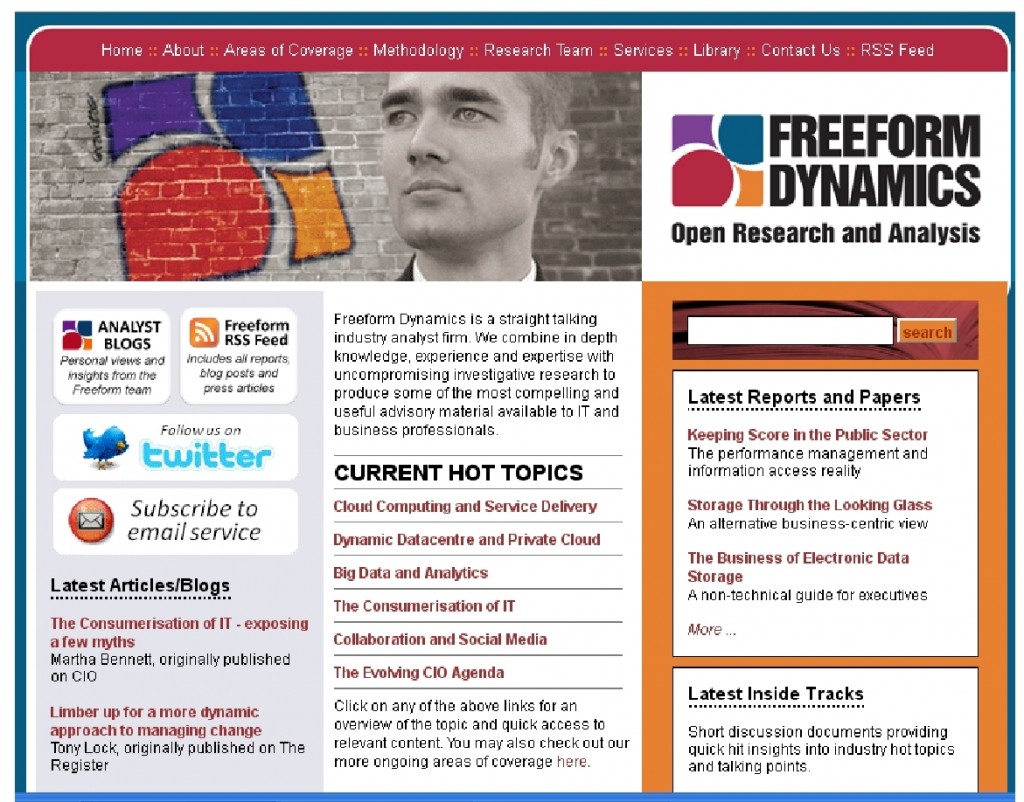 Home :: About :: Areas of Coverage :: Methodology :: Research Team :: Services :: Library :: Contact Us :: RSS Feed
FREEFORM
DYNAMICS
Open Research and Analysis
ANALYST
BLOGS
Personal views and
insights from the
Freeform team
Freeform
RSS Feed
Includes all reports,
blog posts and
press articles
Follow us on
twitter
Subscribe to
email service
Latest Articles/Blogs
The Consumerisation of IT - exposing
a few myths
Martha Bennett, originally published
on CIO
Limber up for a more dynamic
approach to managing change
Tony Lock, originally published on The
Register
Freeform Dynamics is a straight talking
industry analyst firm. We combine in depth
knowledge, experience and expertise with
uncompromising investigative research to
produce some of the most compelling and
useful advisory material available to IT and
business professionals.
CURRENT HOT TOPICS
Cloud Computing and Service Delivery
Dynamic Datacentre and Private Cloud
Big Data and Analytics
The Consumerisation of IT
Collaboration and Social Media
The Evolving CIO Agenda
Click on any of the above links for an
overview of the topic and quick access to
relevant content. You may also check out our
more ongoing areas of coverage here.
search
Latest Reports and Papers
Keeping Score in the Public Sector
The performance management and
information access reality
Storage Through the Looking Glass
An alternative business-centric view
The Business of Electronic Data
Storage
A non-technical guide for executives
More ...
Latest Inside Tracks
Short discussion documents providing
quick hit insights into industry hot topics
and talking points.